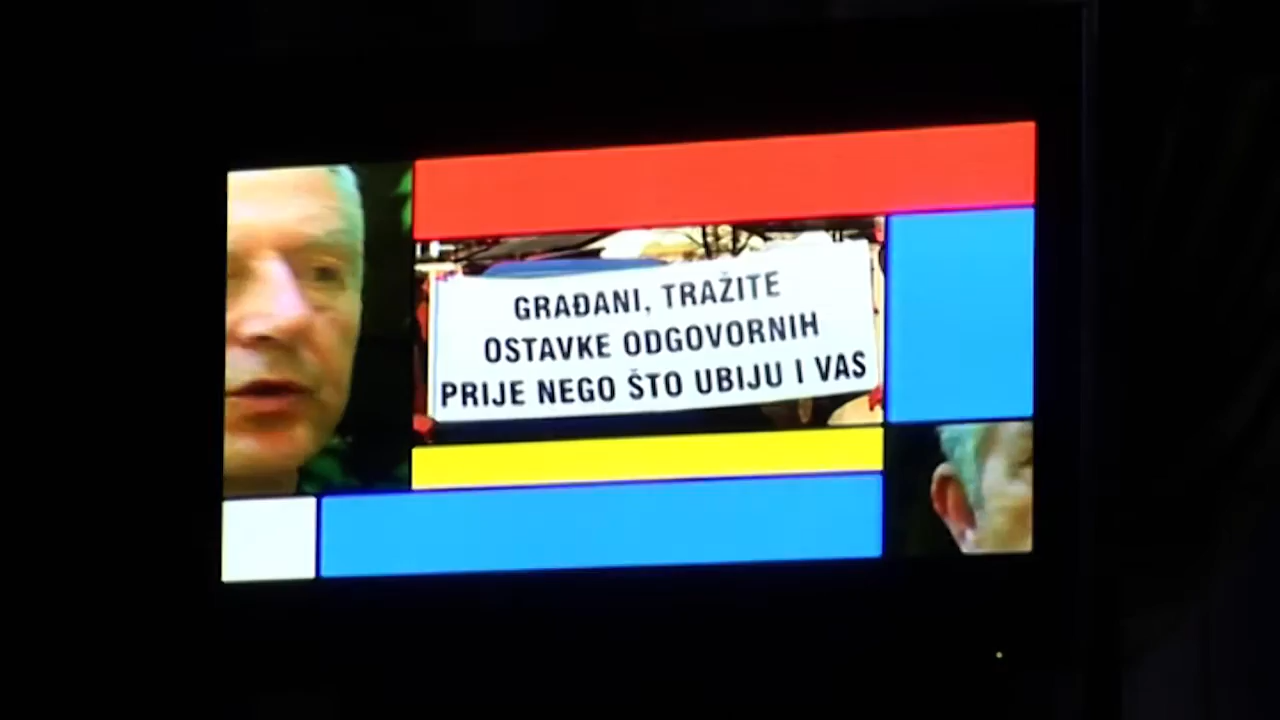 GRAĐANI, TRAŽITE
OSTAVKE ODGOVORNIH
PRIJE NEGO ŠTO UBIJU I VAS